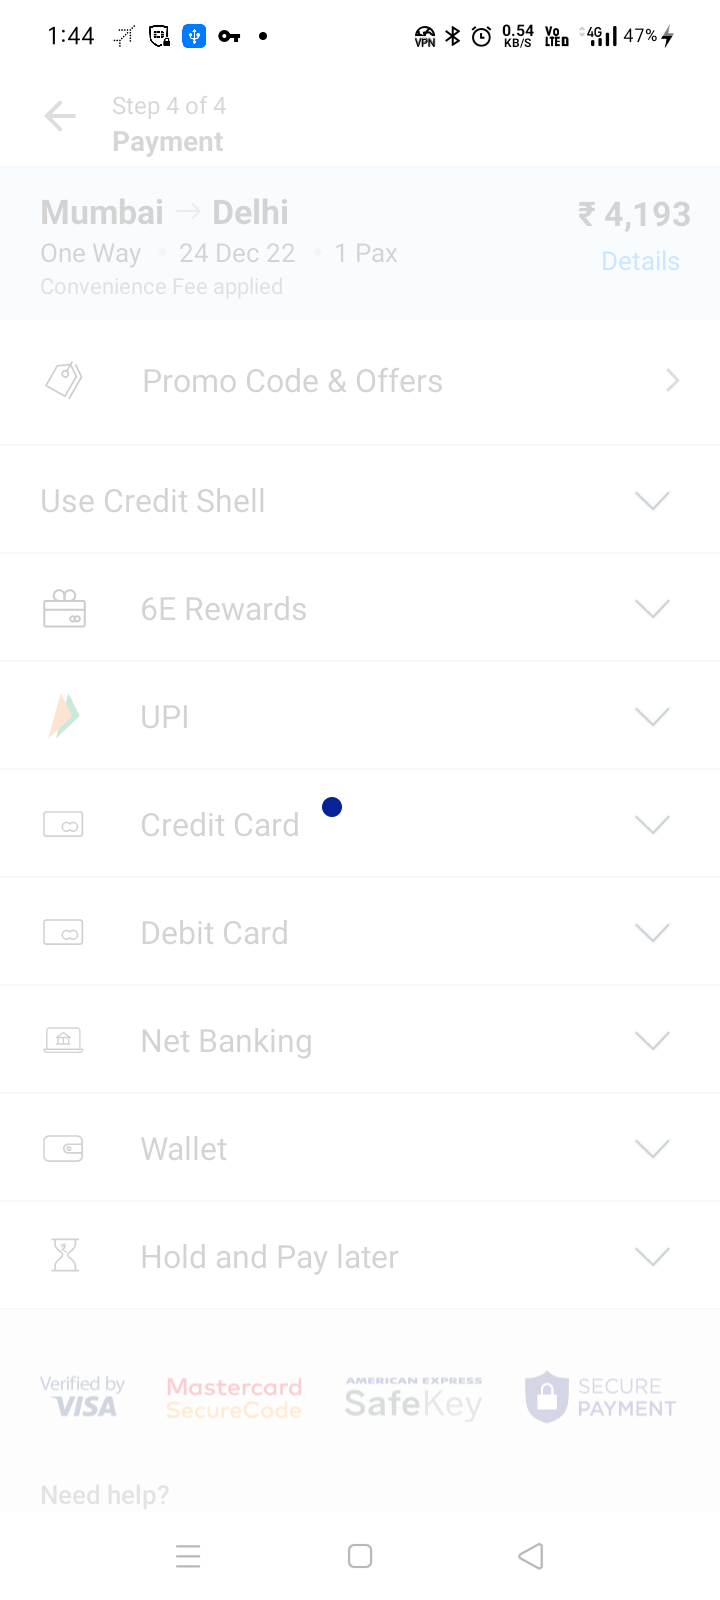 1:44
VPN
0.54
KB/S
Vo
LTE D
4G
47%
Step 4 of 4
Payment
Mumbai → Delhi
₹ 4,193
One Way • 24 Dec 22 • 1 Pax
Details
Convenience Fee applied
Promo Code & Offers
Use Credit Shell
6E Rewards
UPI
Credit Card
Debit Card
Net Banking
Wallet
Hold and Pay later
Verified by
VISA
Mastercard
SecureCode
AMERICAN EXPRESS
SafeKey
SECURE
PAYMENT
Need help?